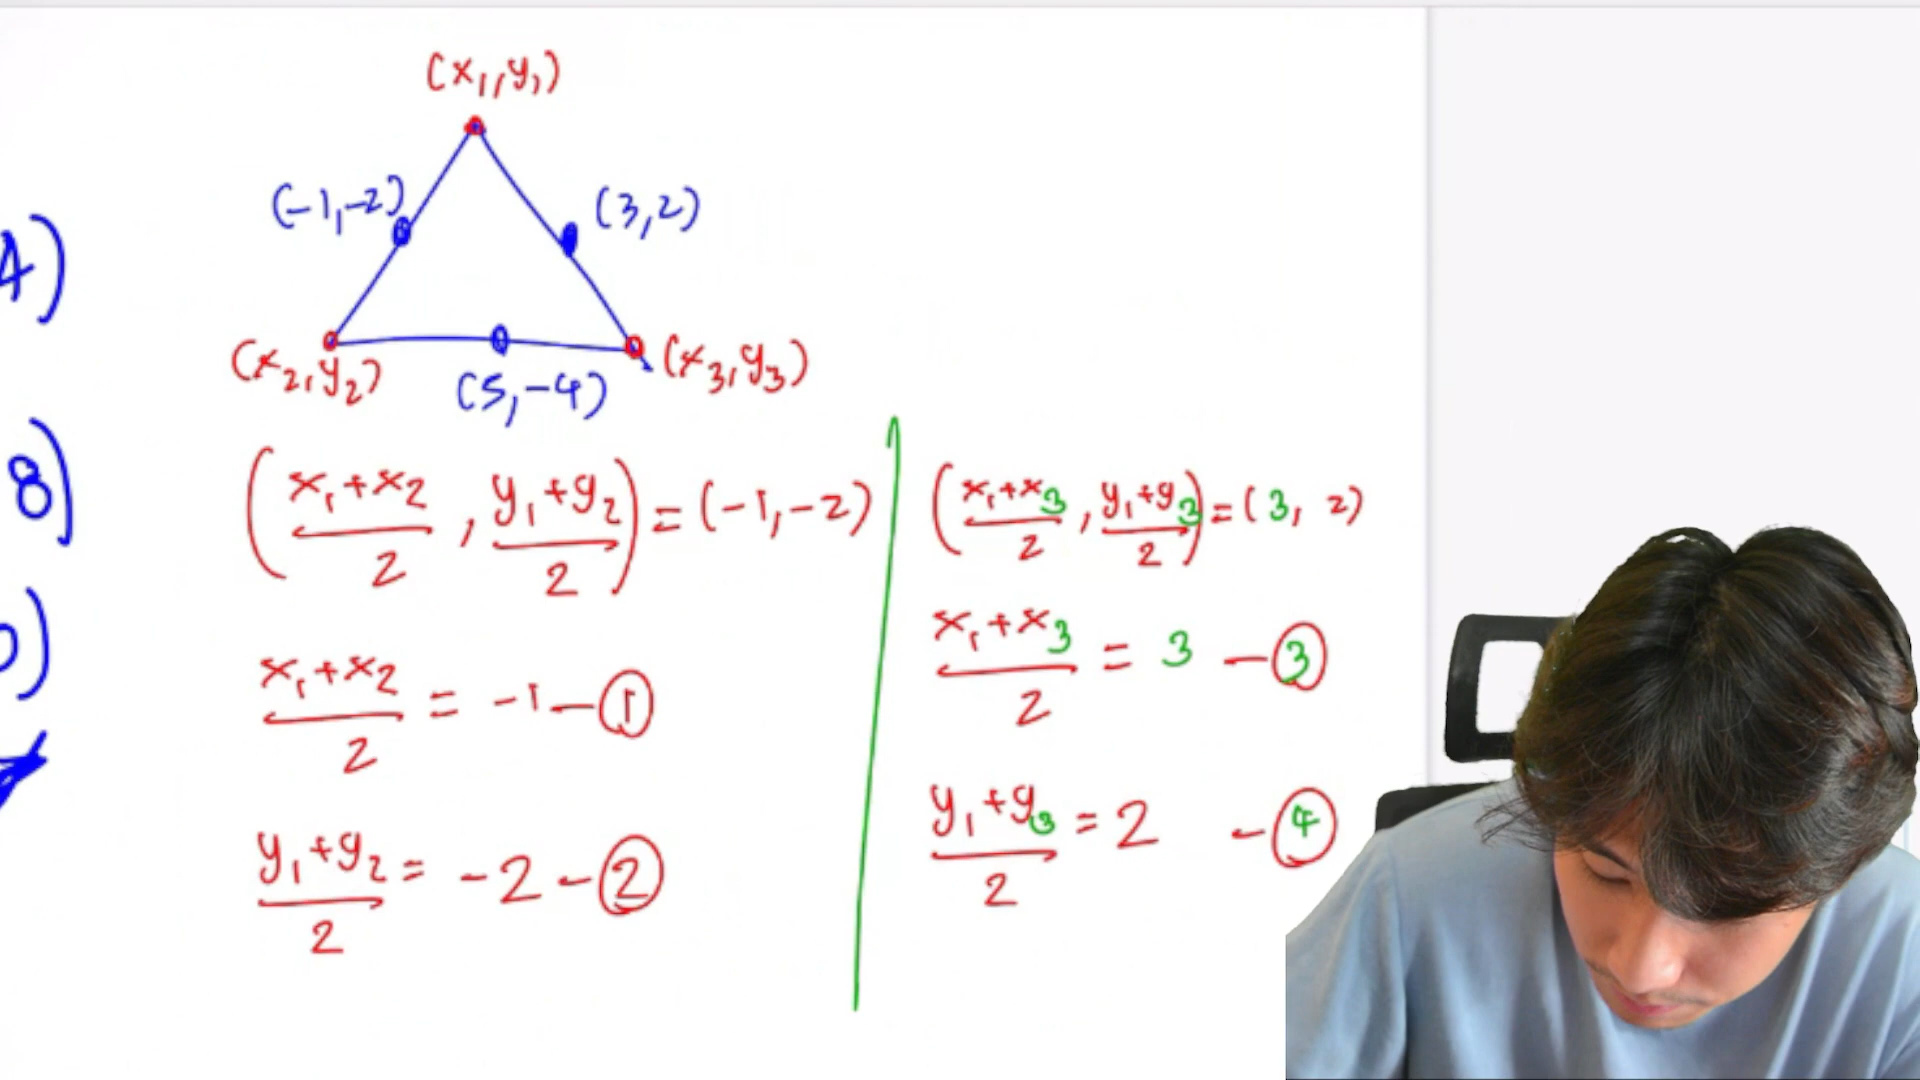 (x₁, y₁)
(-1, -2)
(3, 2)
4)
(x₂, y₂)
(5, -4)
(x₃, y₃)
8)
(x₁+x₂/2 , y₁+y₂/2) = (-1, -2)
(x₁+x₃/2 , y₁+y₃/2) = (3, 2)
x₁+x₂/2 = -1 - ①
x₁+x₃/2 = 3 - ③
y₁+y₂/2 = -2 - ②
y₁+y₃/2 = 2 - ④